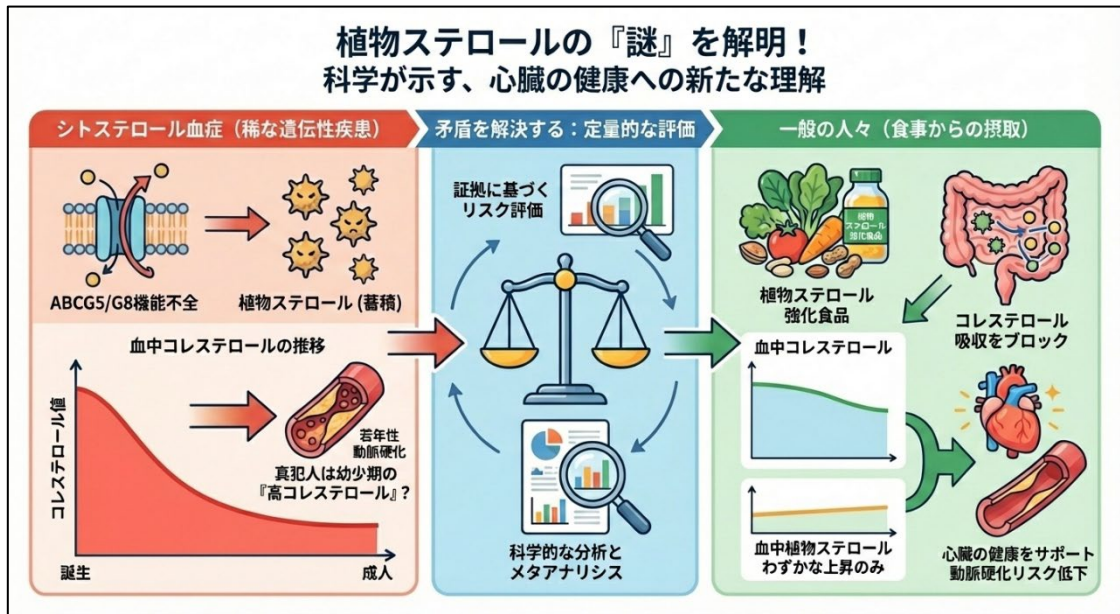 植物ステロールの『謎』を解明！
科学が示す、心臓の健康への新たな理解
シトステロール血症（稀な遺伝性疾患）
ABCG5/G8機能不全
植物ステロール（蓄積）
血中コレステロールの推移
コレステロール値
誕生
成人
若年性
動脈硬化
真犯人は幼少期の
『高コレステロール』？
矛盾を解決する：定量的な評価
証拠に基づく
リスク評価
科学的な分析と
メタアナリシス
一般の人々（食事からの摂取）
植物
強化食品
植物ステロール
強化食品
コレステロール
吸収をブロック
血中コレステロール
血中植物ステロール
わずかな上昇のみ
心臓の健康をサポート
動脈硬化リスク低下